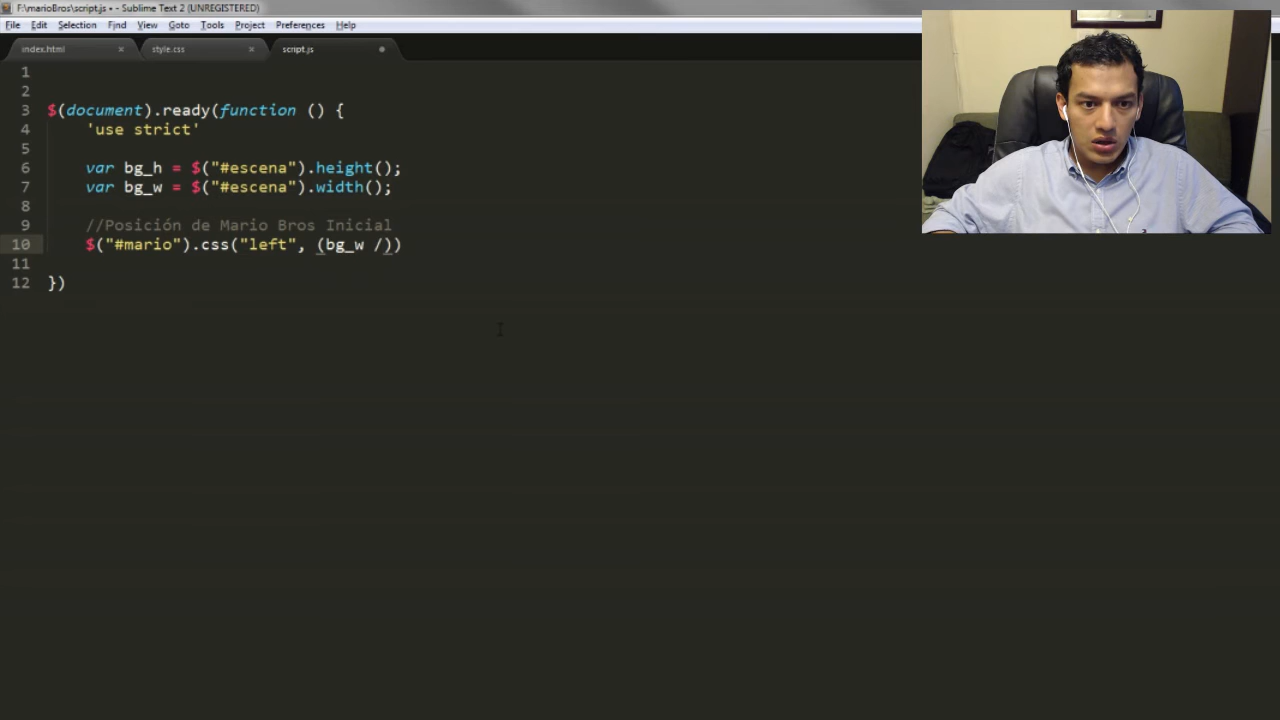 F:\marioBros\script.js • - Sublime Text 2 (UNREGISTERED)
File Edit Selection Find View Goto Tools Project Preferences Help
index.html × style.css × script.js
1
2
3 $(document).ready(function () {
4 'use strict'
5
6 var bg_h = $("#escena").height();
7 var bg_w = $("#escena").width();
8
9 //Posición de Mario Bros Inicial
10 $("#mario").css("left", (bg_w /))
11
12 })